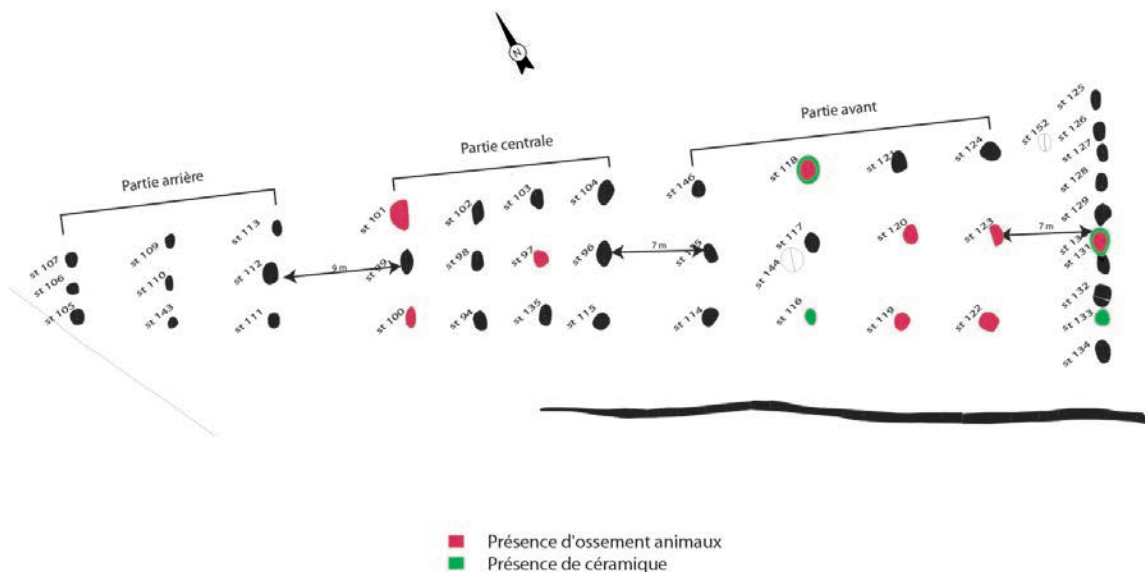 N
Partie arrière
Partie centrale
Partie avant
st 107
st 106
st 105
st 109
st 110
st 143
st 113
st 112
st 111
9 m
st 101
st 99
st 100
st 102
st 98
st 94
st 103
st 97
st 135
st 104
st 96
st 115
7 m
st 146
st 114
st 118
st 117
st 144
st 116
st 120
st 119
st 124
st 123
st 122
7 m
st 152
st 125
st 126
st 127
st 128
st 129
st 131
st 132
st 133
st 134
Présence d'ossement animaux
Présence de céramique